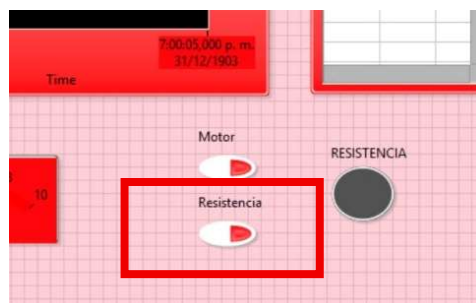 7:00:05,000 p. m.
31/12/1903
Time
Motor
RESISTENCIA
10
Resistencia